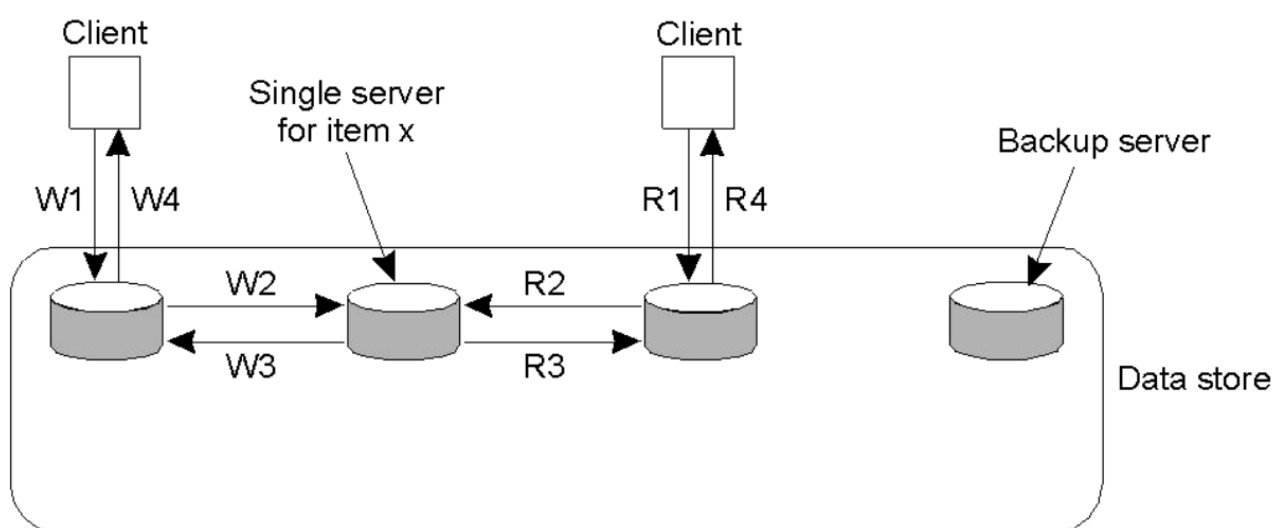 Client
Client
Single server
for item x
Backup server
W1
W4
R1
R4
W2
R2
W3
R3
Data store